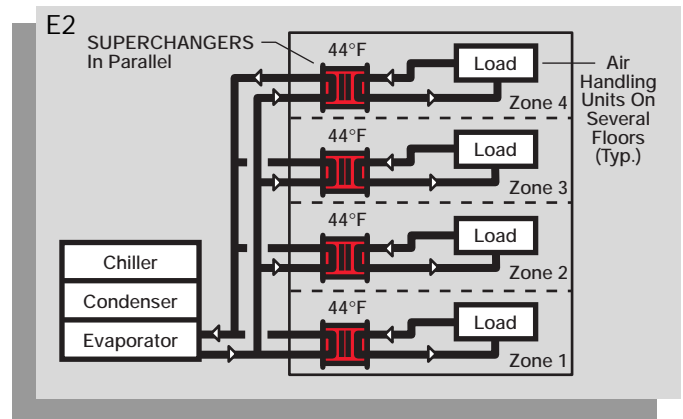 E2
SUPERCHANGERS
In Parallel
44°F
Load
Air
Handling
Units On
Several
Floors
(Typ.)
Zone 4
44°F
Load
Zone 3
44°F
Load
Zone 2
Chiller
Condenser
Evaporator
44°F
Load
Zone 1